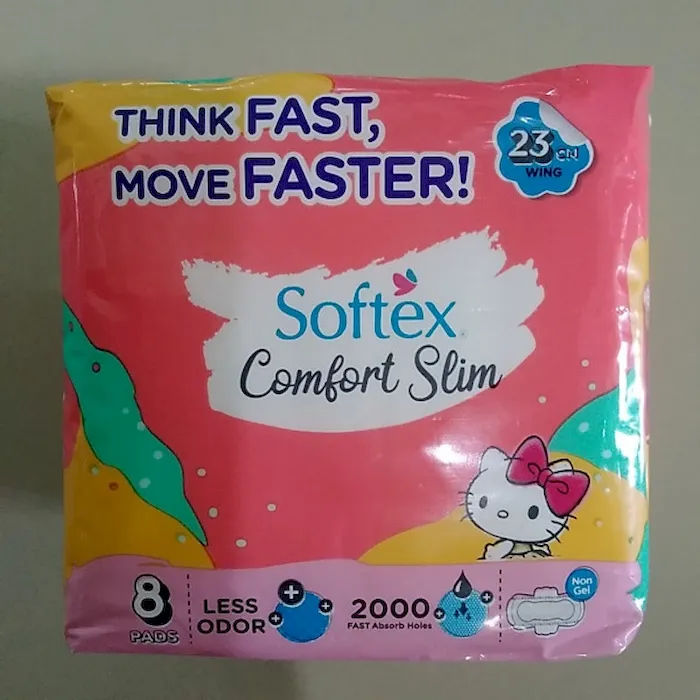 THINK FAST,
MOVE FASTER!
23 CM
WING
Softex
Comfort Slim
8
PADS
LESS
ODOR
2000
FAST Absorb Holes
Non
Gel